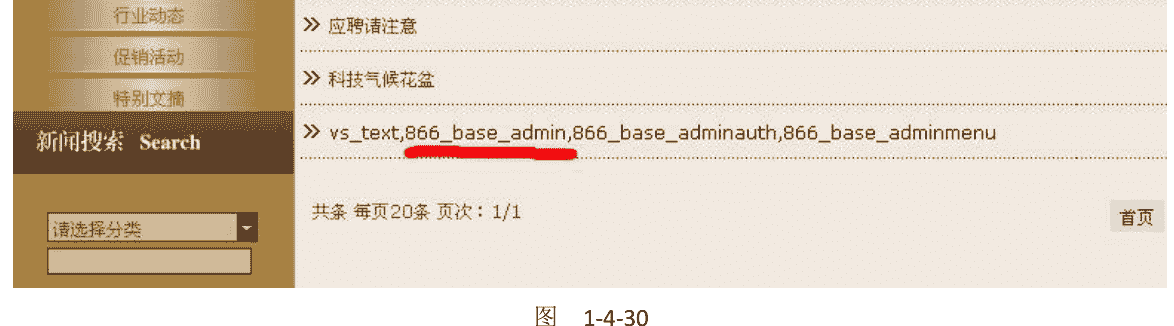 行业动态
促销活动
特别文摘
新闻搜索 Search
请选择分类
» 应聘请注意
» 科技气候花盆
» vs_text,866_base_admin,866_base_adminauth,866_base_adminmenu
共条 每页20条 页次：1/1
首页
图 1-4-30